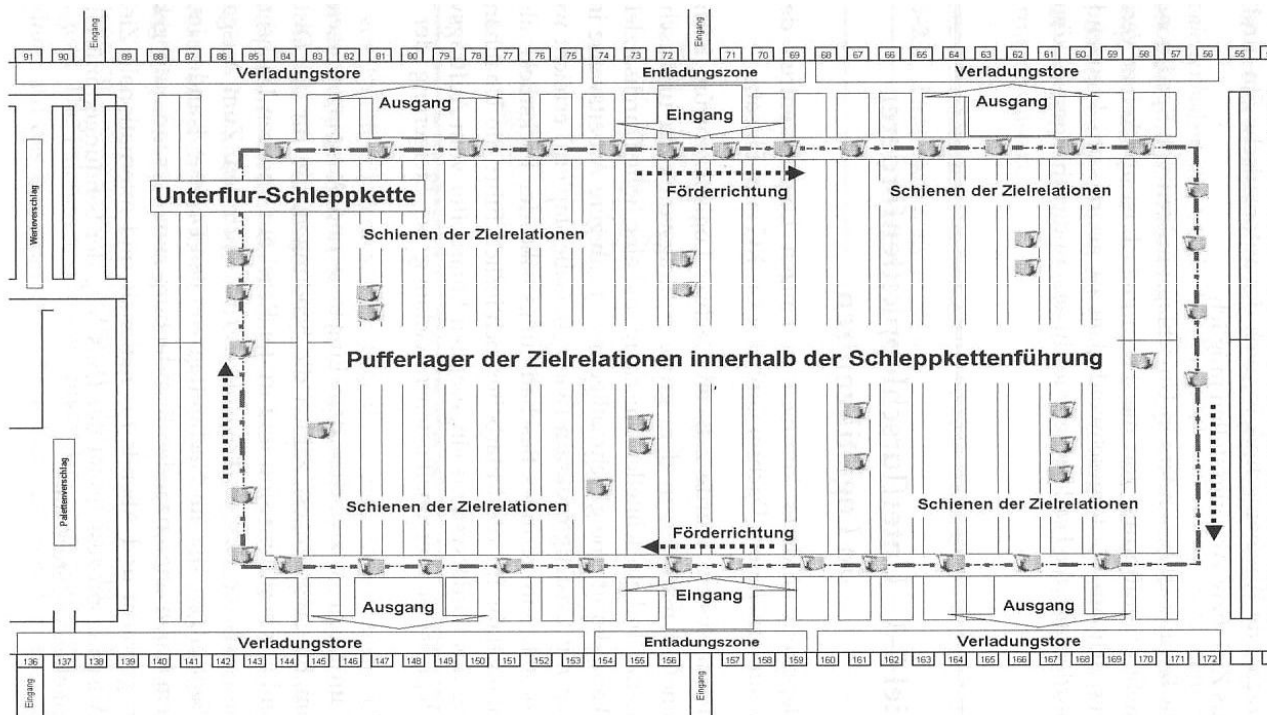 Eingang
Eingang
91 90 89 88 87 86 85 84 83 82 81 80 79 78 77 76 75 74 73 72 71 70 69 68 67 66 65 64 63 62 61 60 59 58 57 56 55
Verladungstore
Entladungszone
Verladungstore
Ausgang
Eingang
Ausgang
Unterflur-Schleppkette
Förderrichtung
Schienen der Zielrelationen
Schienen der Zielrelationen
Werteverschlag
Pufferlager der Zielrelationen innerhalb der Schleppkettenführung
Palettenverschlag
Schienen der Zielrelationen
Schienen der Zielrelationen
Förderrichtung
Ausgang
Eingang
Ausgang
Verladungstore
Entladungszone
Verladungstore
136 137 138 139 140 141 142 143 144 145 146 147 148 149 150 151 152 153 154 155 156 157 158 159 160 161 162 163 164 165 166 167 168 169 170 171 172
Eingang
Eingang